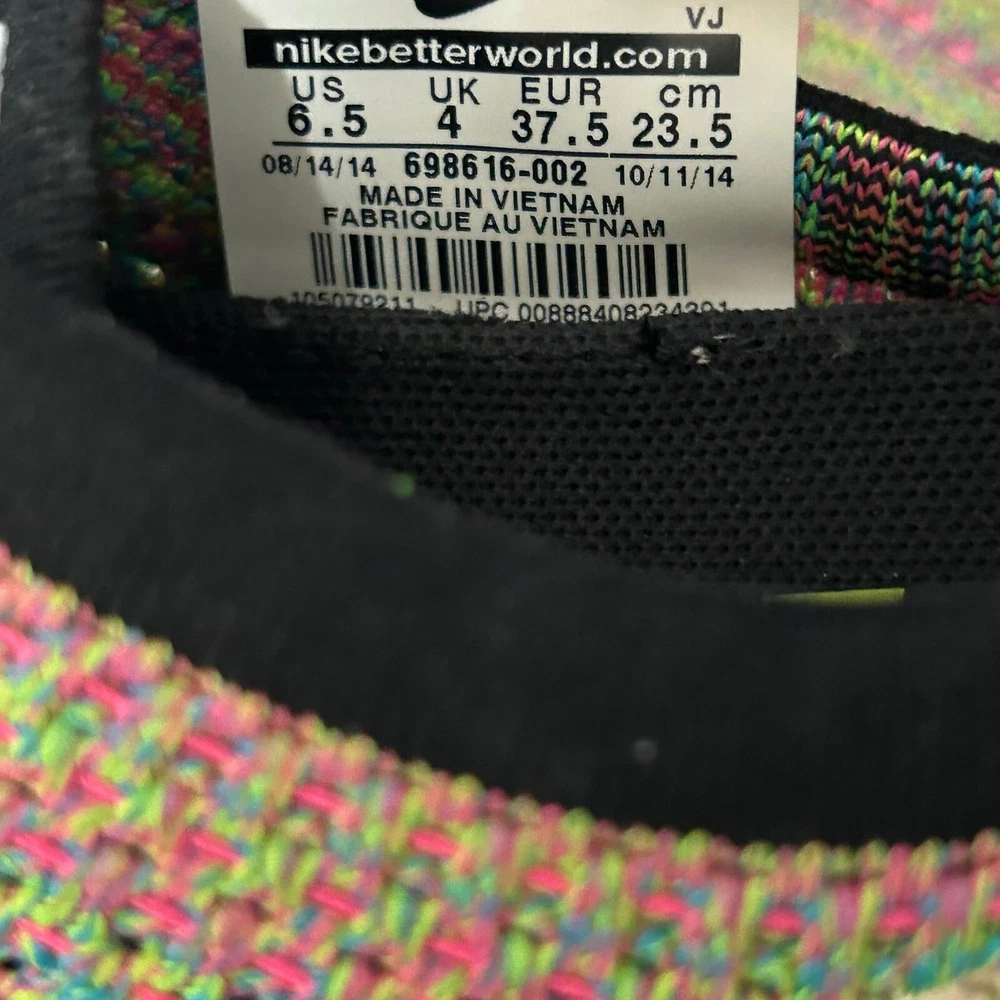 VJ
nikebetterworld.com
US UK EUR cm
6.5 4 37.5 23.5
08/14/14 698616-002 10/11/14
MADE IN VIETNAM
FABRIQUE AU VIETNAM
UPC